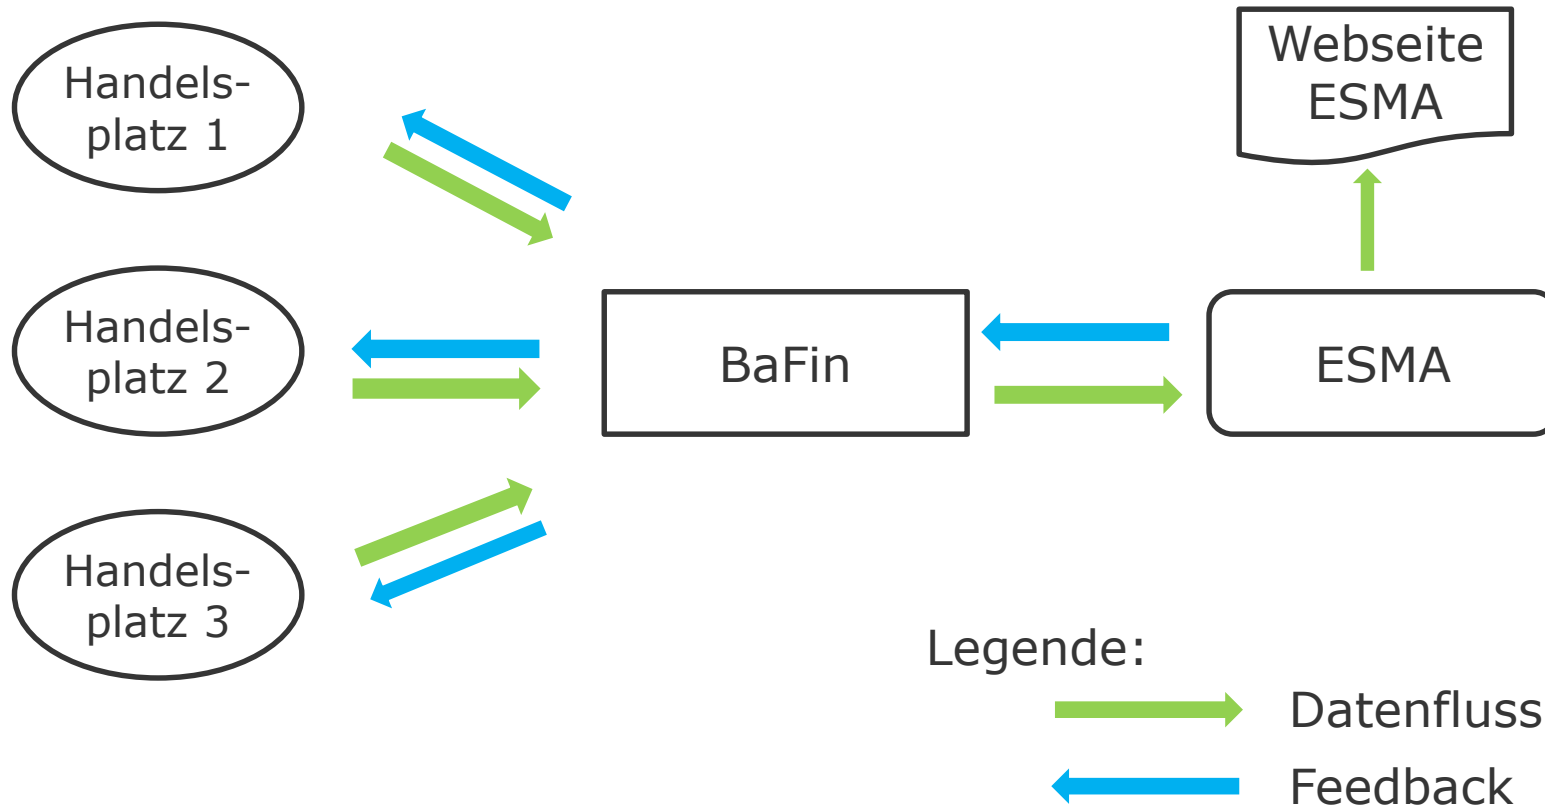 Handels-
platz 1
Webseite
ESMA
Handels-
platz 2
BaFin
ESMA
Handels-
platz 3
Legende:
Datenfluss
Feedback